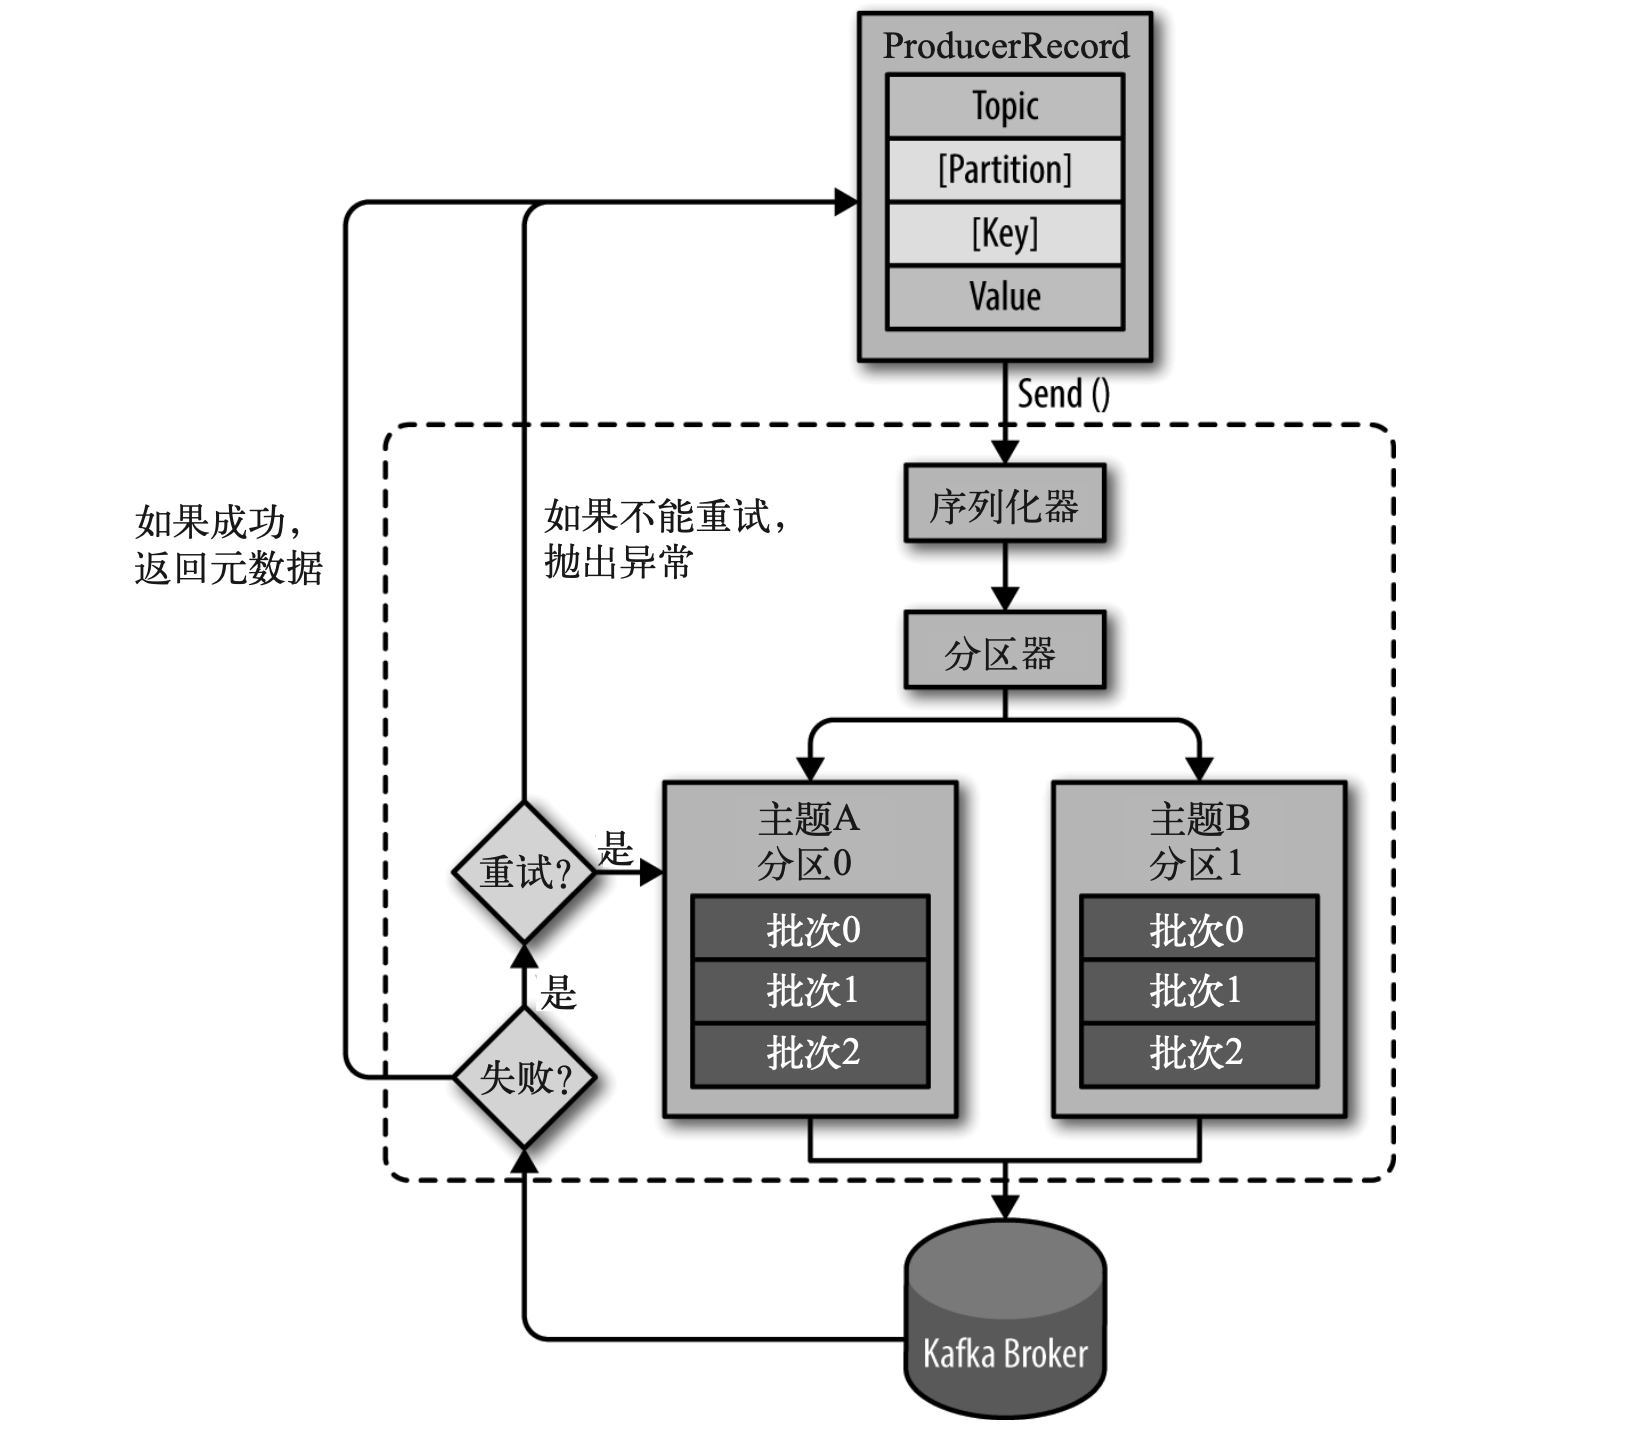 ProducerRecord
Topic
[Partition]
[Key]
Value
Send ()
序列化器
如果成功，
返回元数据
如果不能重试，
抛出异常
分区器
主题A
分区0
批次0
批次1
批次2
主题B
分区1
批次0
批次1
批次2
重试?
是
是
失败?
Kafka Broker